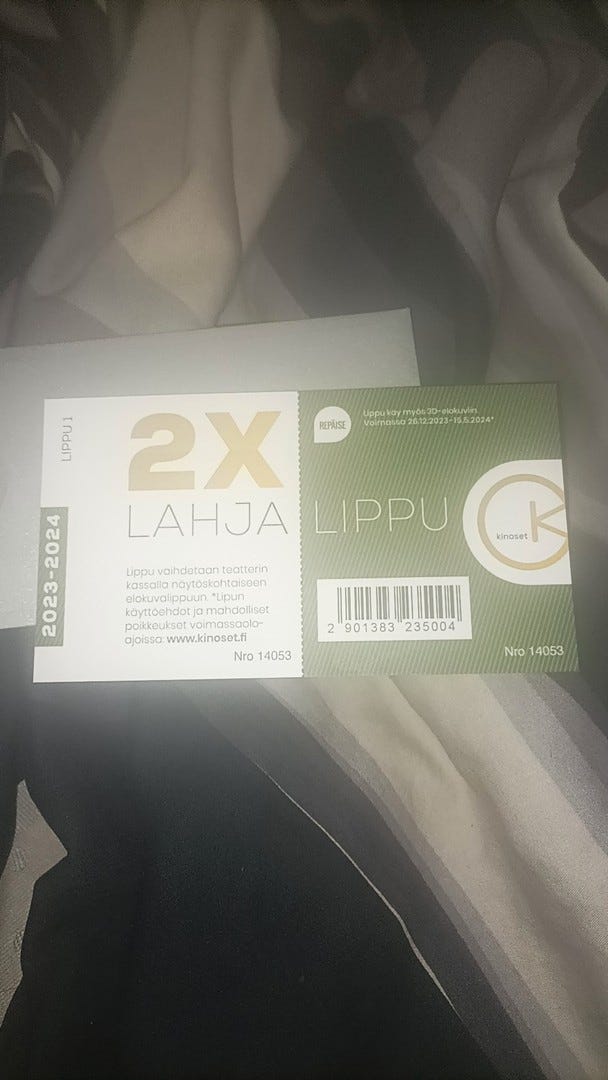 LIPPU 1
2023-2024
2X
LAHJA LIPPU
Lippu vaihdetaan teatterin
kassalla näytöskohtaiseen
elokuvalippuun. *Lipun
käyttöehdot ja mahdolliset
poikkeukset voimassaolo-
ajoissa: www.kinoset.fi
Nro 14053
REPÄISE
Lippu käy myös 3D-elokuviin.
Voimassa 26.12.2023-15.5.2024*
kinoset K
2 901383 235004
Nro 14053